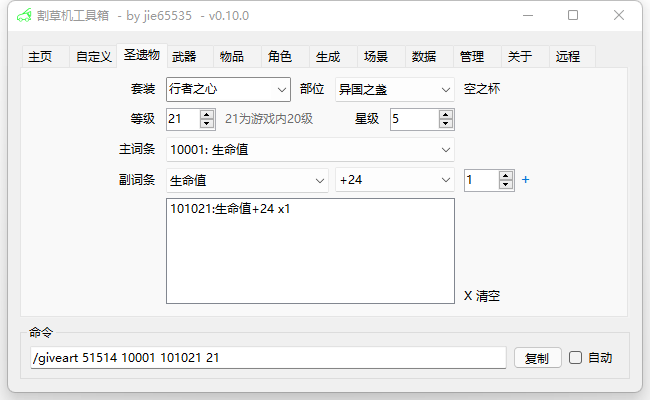 割草机工具箱 - by jie65535 - v0.10.0
主页 自定义 圣遗物 武器 物品 角色 生成 场景 数据 管理 关于 远程
套装 行者之心 部位 异国之盏 空之杯
等级 21 21为游戏内20级 星级 5
主词条 10001: 生命值
副词条 生命值 +24 1 +
101021:生命值+24 x1
X 清空
命令
/giveart 51514 10001 101021 21 复制 自动